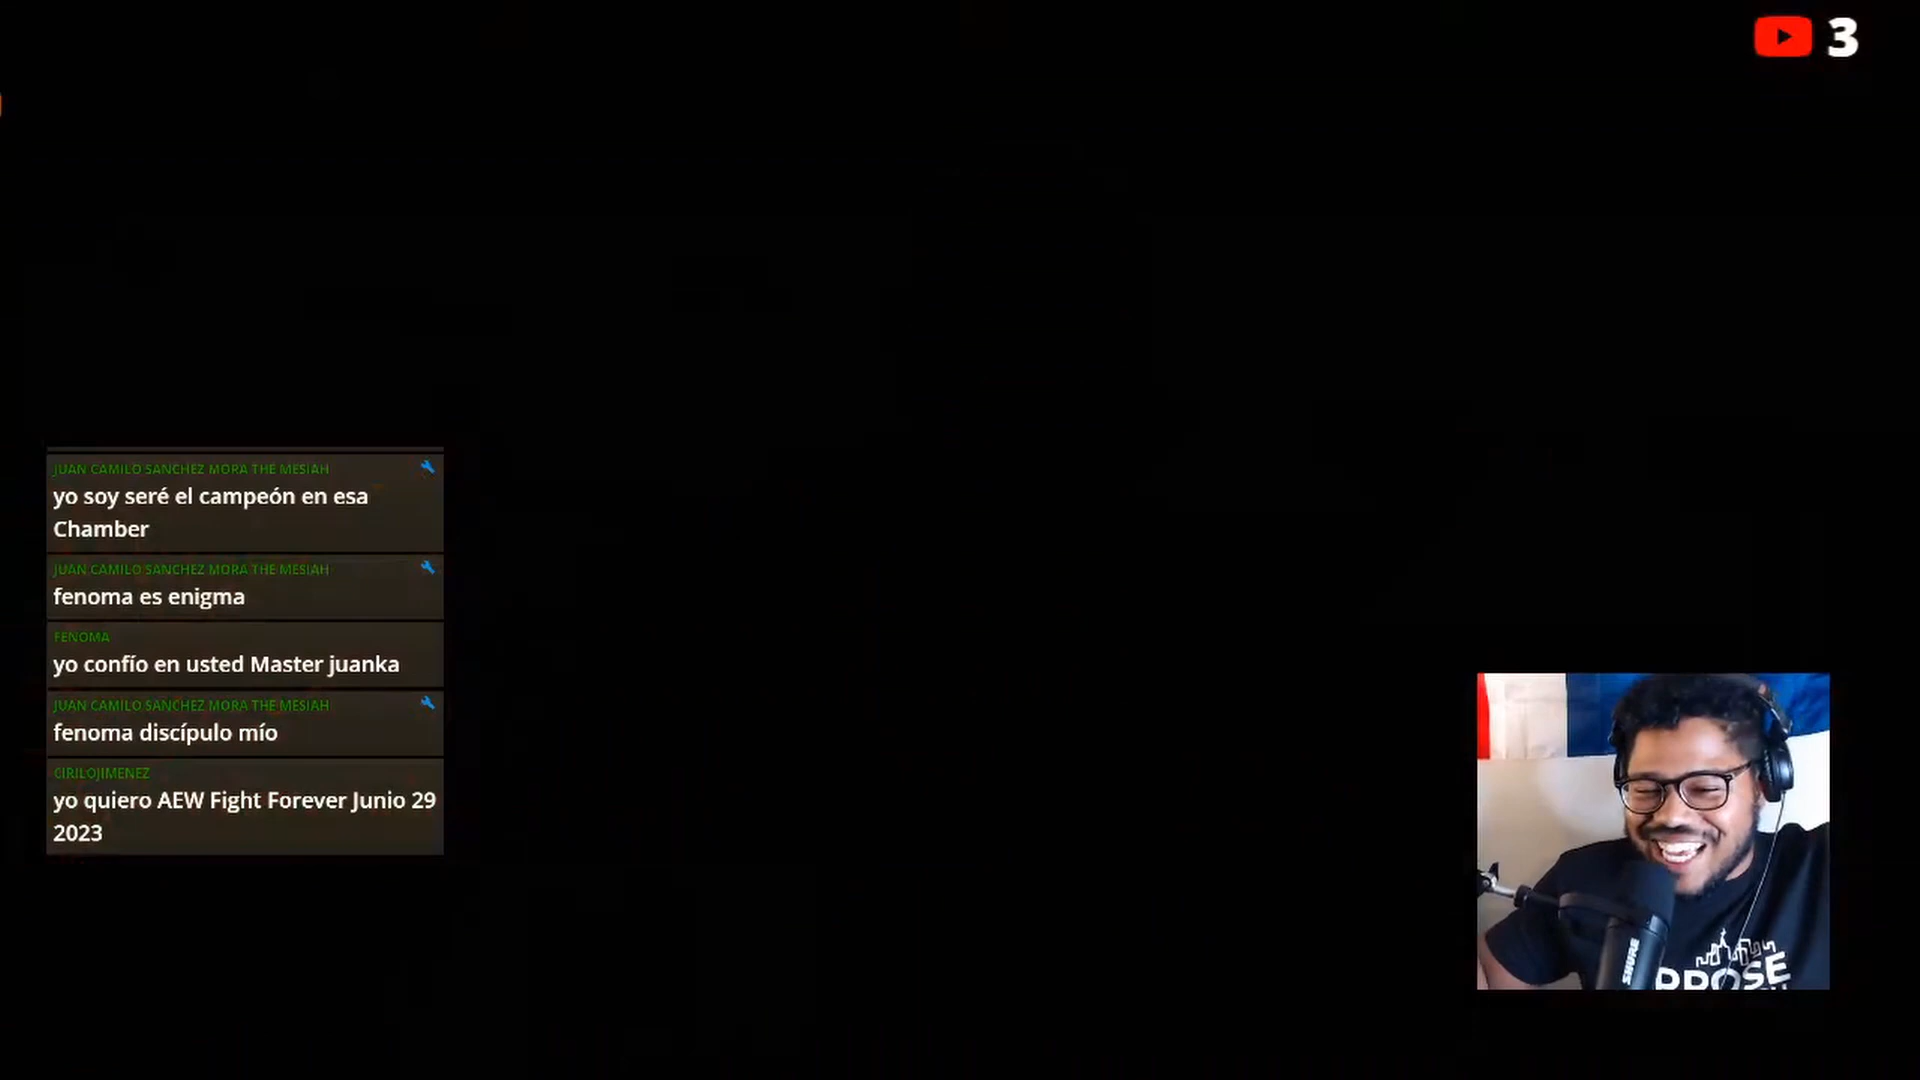 3
JUAN CAMILO SANCHEZ MORA THE MESIAH
yo soy seré el campeón en esa
Chamber
JUAN CAMILO SANCHEZ MORA THE MESIAH
fenoma es enigma
FENOMA
yo confío en usted Master juanka
JUAN CAMILO SANCHEZ MORA THE MESIAH
fenoma discípulo mío
CIRILOJIMENEZ
yo quiero AEW Fight Forever Junio 29
2023
SHURE